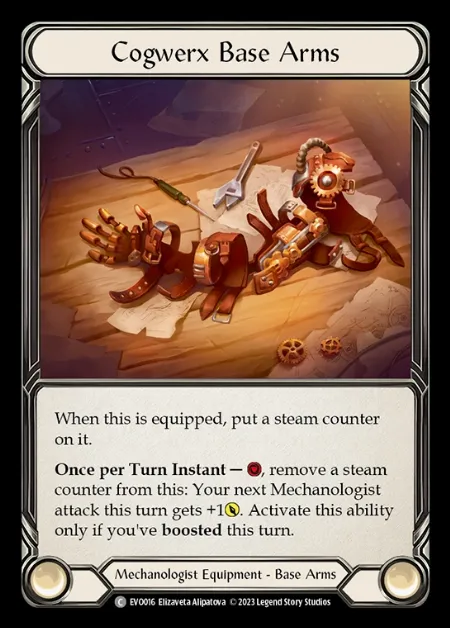 Cogwerx Base Arms
When this is equipped, put a steam counter
on it.
Once per Turn Instant — , remove a steam
counter from this: Your next Mechanologist
attack this turn gets +1. Activate this ability
only if you've boosted this turn.
Mechanologist Equipment - Base Arms
C EVO016 Elizaveta Alipatova © 2023 Legend Story Studios